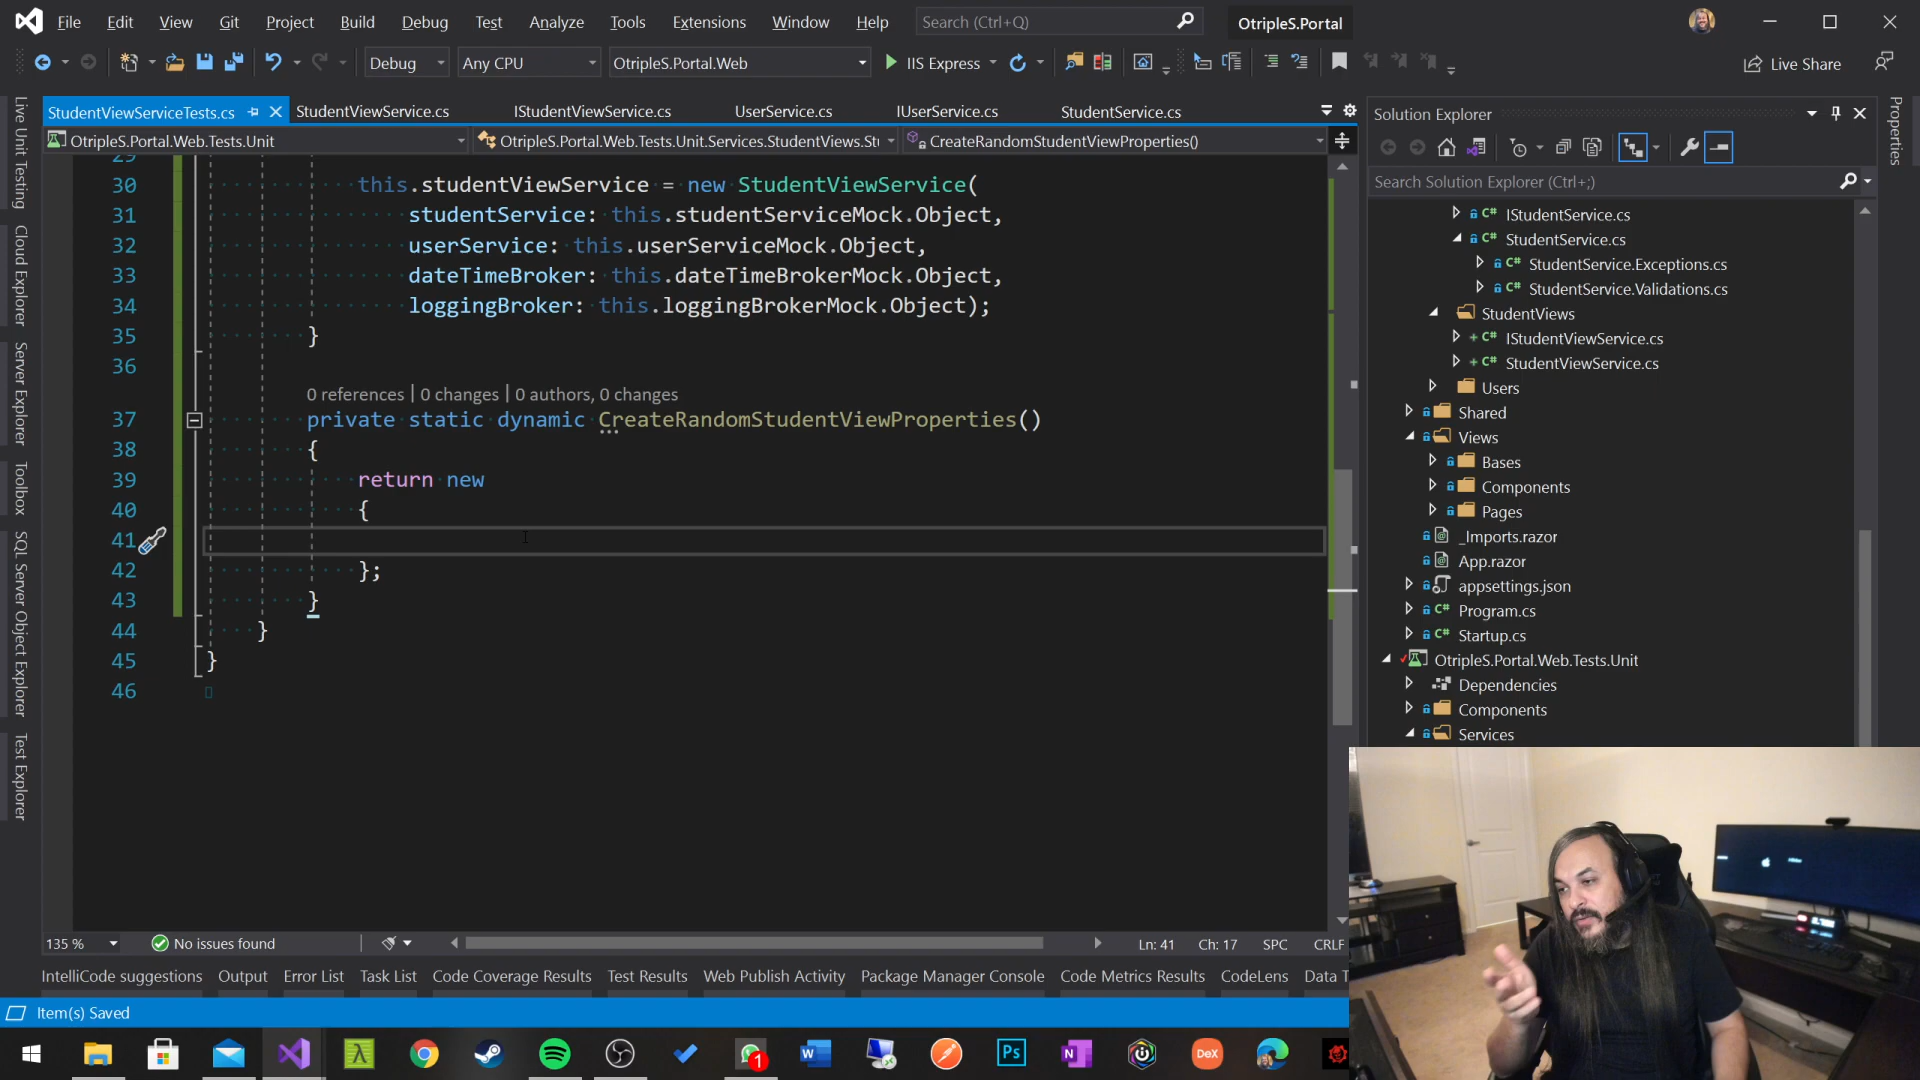 File Edit View Git Project Build Debug Test Analyze Tools Extensions Window Help Search (Ctrl+Q) OtripleS.Portal
Debug Any CPU OtripleS.Portal.Web IIS Express Live Share
StudentViewServiceTests.cs StudentViewService.cs IStudentViewService.cs UserService.cs IUserService.cs StudentService.cs
OtripleS.Portal.Web.Tests.Unit OtripleS.Portal.Web.Tests.Unit.Services.StudentViews.St CreateRandomStudentViewProperties()
29
30 this.studentViewService = new StudentViewService(
31 studentService: this.studentServiceMock.Object,
32 userService: this.userServiceMock.Object,
33 dateTimeBroker: this.dateTimeBrokerMock.Object,
34 loggingBroker: this.loggingBrokerMock.Object);
35 }
36
0 references | 0 changes | 0 authors, 0 changes
37 private static dynamic CreateRandomStudentViewProperties()
38 {
39 return new
40 {
41
42 };
43 }
44 }
45 }
46
135 % No issues found Ln: 41 Ch: 17 SPC CRLF
IntelliCode suggestions Output Error List Task List Code Coverage Results Test Results Web Publish Activity Package Manager Console Code Metrics Results CodeLens Data T
Item(s) Saved
Live Unit Testing
Cloud Explorer
Server Explorer
Toolbox
SQL Server Object Explorer
Test Explorer
Solution Explorer
Search Solution Explorer (Ctrl+;)
C# IStudentService.cs
C# StudentService.cs
C# StudentService.Exceptions.cs
C# StudentService.Validations.cs
StudentViews
C# IStudentViewService.cs
C# StudentViewService.cs
Users
Shared
Views
Bases
Components
Pages
_Imports.razor
App.razor
appsettings.json
C# Program.cs
C# Startup.cs
OtripleS.Portal.Web.Tests.Unit
Dependencies
Components
Services
Properties
1
W
Ps
N
DeX